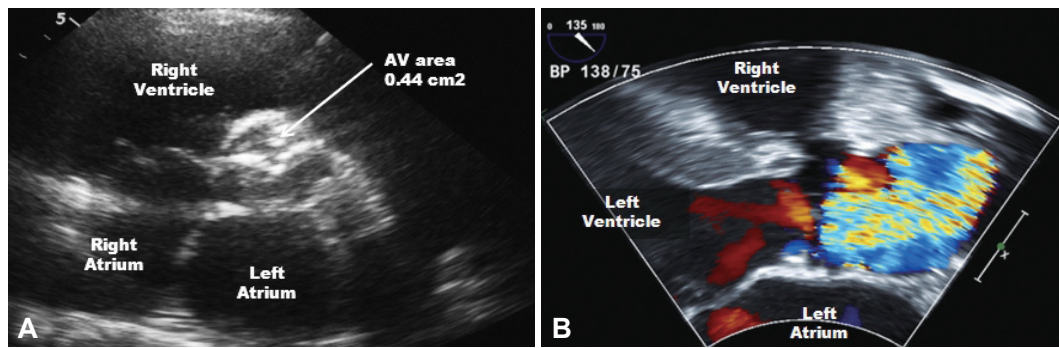 5
Right
Ventricle
AV area
0.44 cm2
Right
Atrium
Left
Atrium
A
0 135 180
BP 138/75
Right
Ventricle
Left
Ventricle
Left
Atrium
x
B